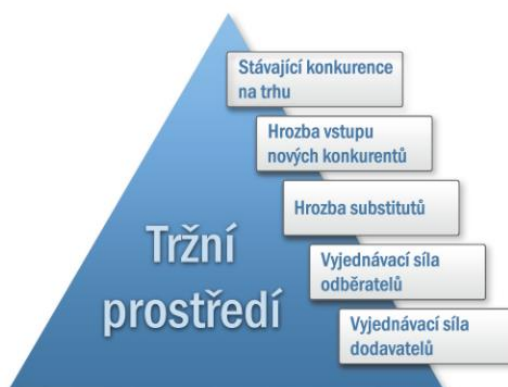 Stávající konkurence
na trhu
Hrozba vstupu
nových konkurentů
Hrozba substitutů
Tržní
prostředí
Vyjednávací síla
odběratelů
Vyjednávací síla
dodavatelů